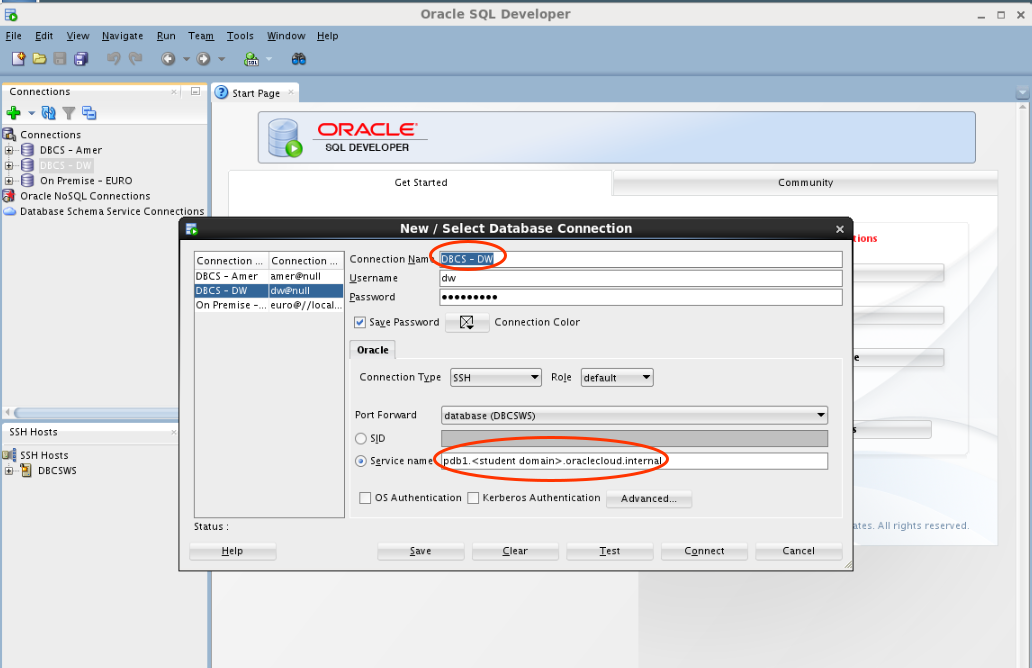 Oracle SQL Developer
File Edit View Navigate Run Team Tools Window Help
Connections
Start Page
Connections
DBCS - Amer
DBCS - DW
On Premise - EURO
Oracle NoSQL Connections
Database Schema Service Connections
ORACLE
SQL DEVELOPER
Get Started
Community
SSH Hosts
SSH Hosts
DBCSWS
New / Select Database Connection
Connection ... Connection ...
DBCS - Amer amer@null
DBCS - DW dw@null
On Premise -... euro@//local...
Connection Name DBCS - DW
Username dw
Password •••••••••
Save Password Connection Color
Oracle
Connection Type SSH Role default
Port Forward database (DBCSWS)
SID
Service name pdb1.<student domain>.oraclecloud.internal
OS Authentication Kerberos Authentication Advanced...
Status :
Help Save Clear Test Connect Cancel
All rights reserved.